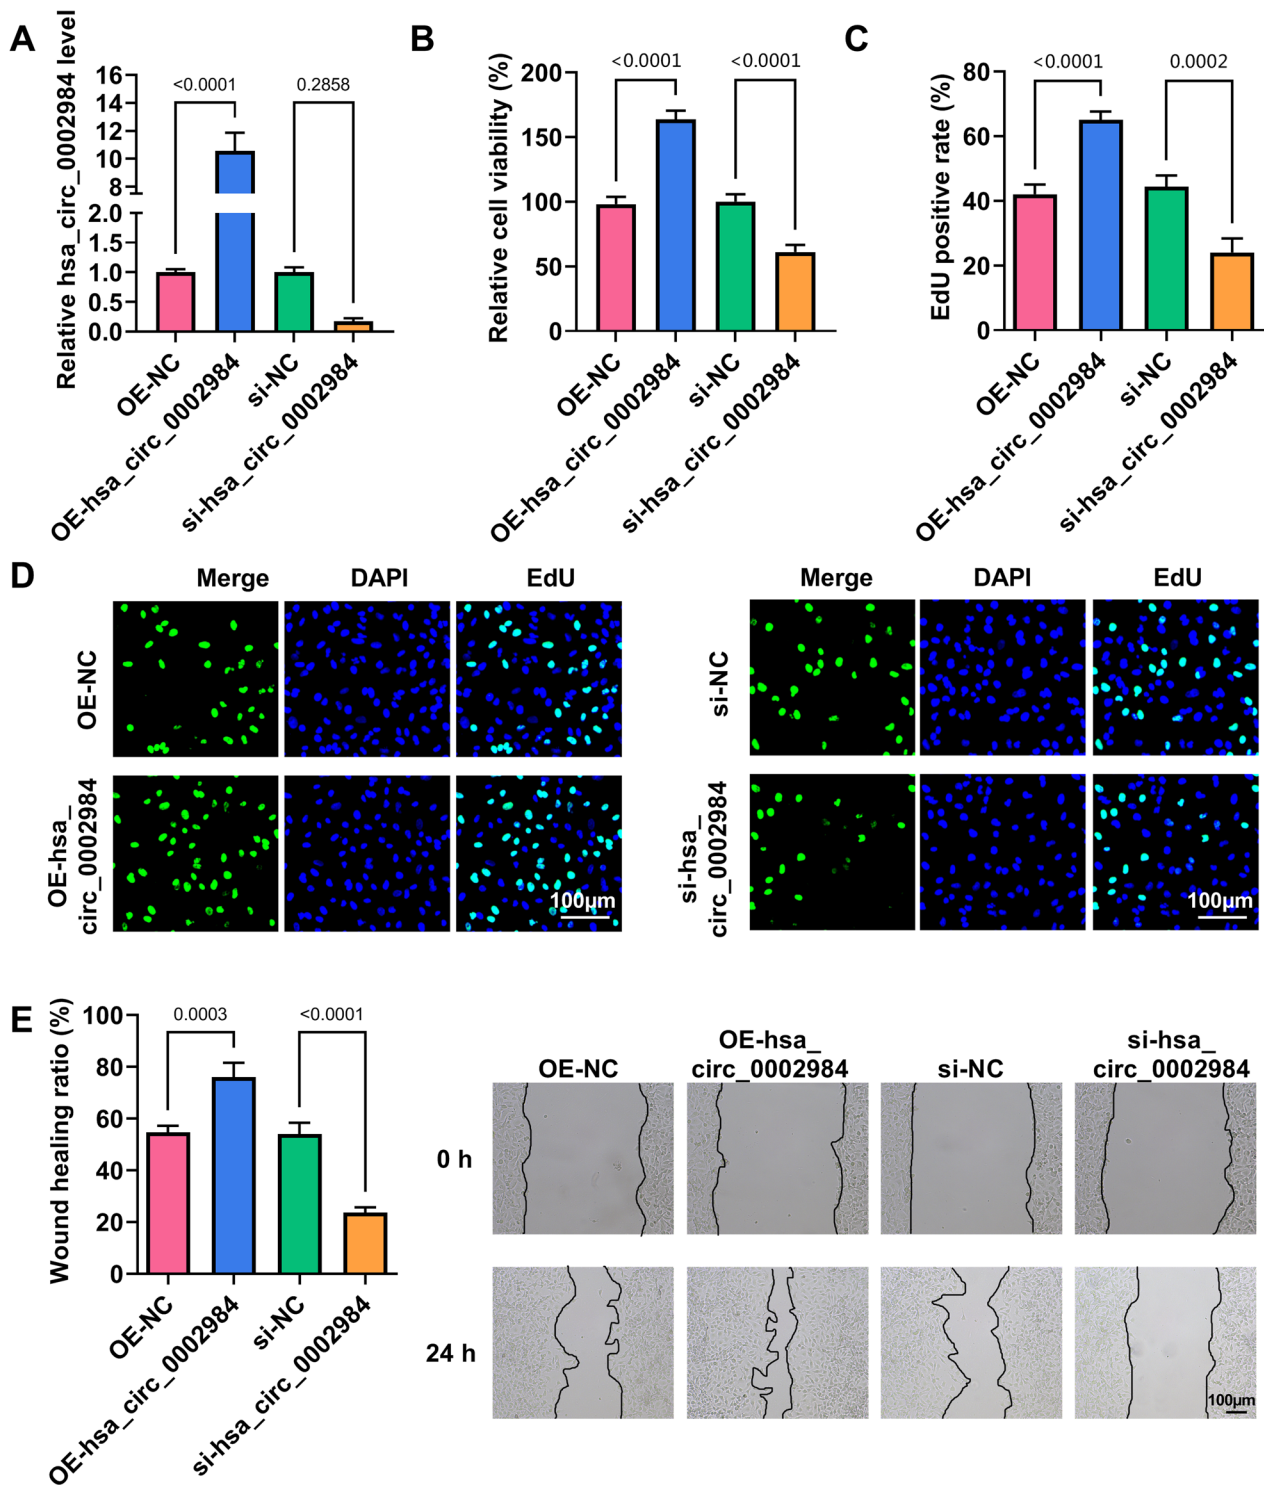 A
Relative hsa_circ_0002984 level
16
14
12
10
8
2.0
1.5
1.0
0.5
0.0
<0.0001
0.2858
OE-NC
OE-hsa_circ_0002984
si-NC
si-hsa_circ_0002984
B
Relative cell viability (%)
200
150
100
50
0
<0.0001
<0.0001
OE-NC
OE-hsa_circ_0002984
si-NC
si-hsa_circ_0002984
C
EdU positive rate (%)
80
60
40
20
0
<0.0001
0.0002
OE-NC
OE-hsa_circ_0002984
si-NC
si-hsa_circ_0002984
D
Merge DAPI EdU
OE-NC
OE-hsa_
circ_0002984
100μm
Merge DAPI EdU
si-NC
si-hsa_
circ_0002984
100μm
E
Wound healing ratio (%)
100
80
60
40
20
0
0.0003
<0.0001
OE-NC
OE-hsa_circ_0002984
si-NC
si-hsa_circ_0002984
OE-NC
OE-hsa_
circ_0002984
si-NC
si-hsa_
circ_0002984
0 h
24 h
100μm